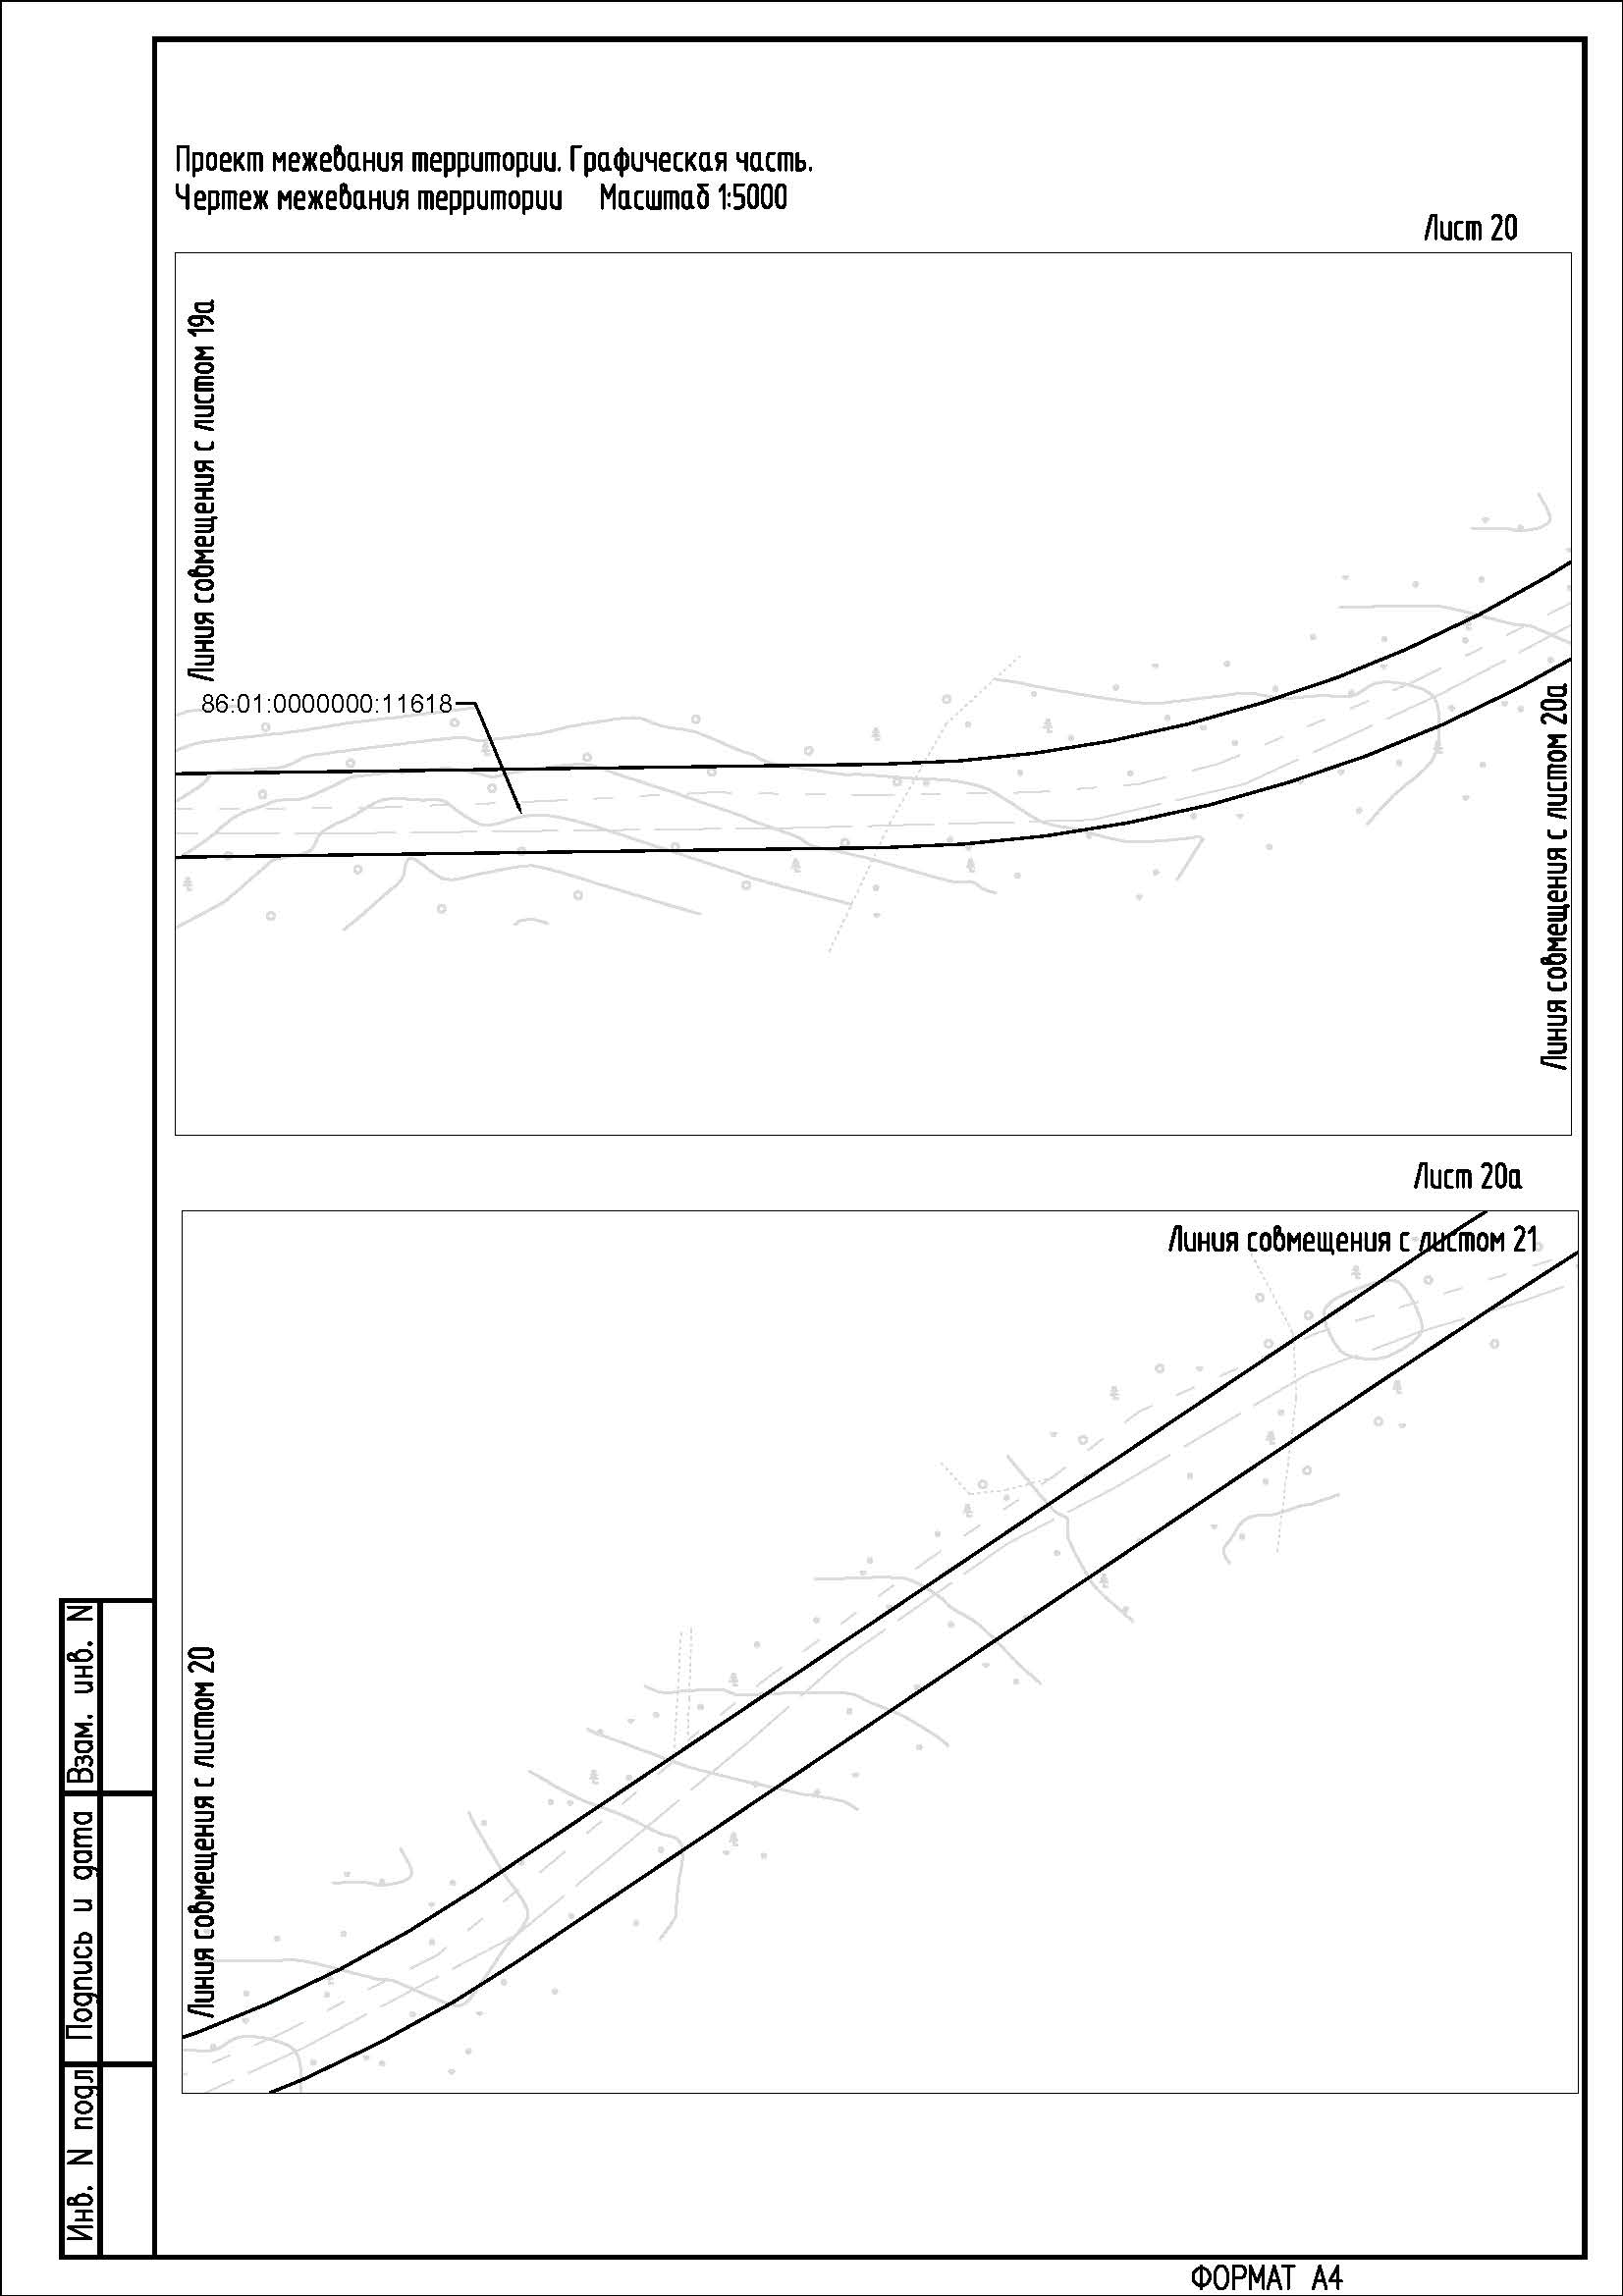 Проект межевания территории. Графическая часть.
Чертеж межевания территории Масштаб 1:5000
Лист 20
Линия совмещения с листом 19а
86:01:0000000:11618
Линия совмещения с листом 20а
Лист 20а
Линия совмещения с листом 21
Линия совмещения с листом 20
Взам. инв. N
Подпись и дата
Инв. N подл
ФОРМАТ А4